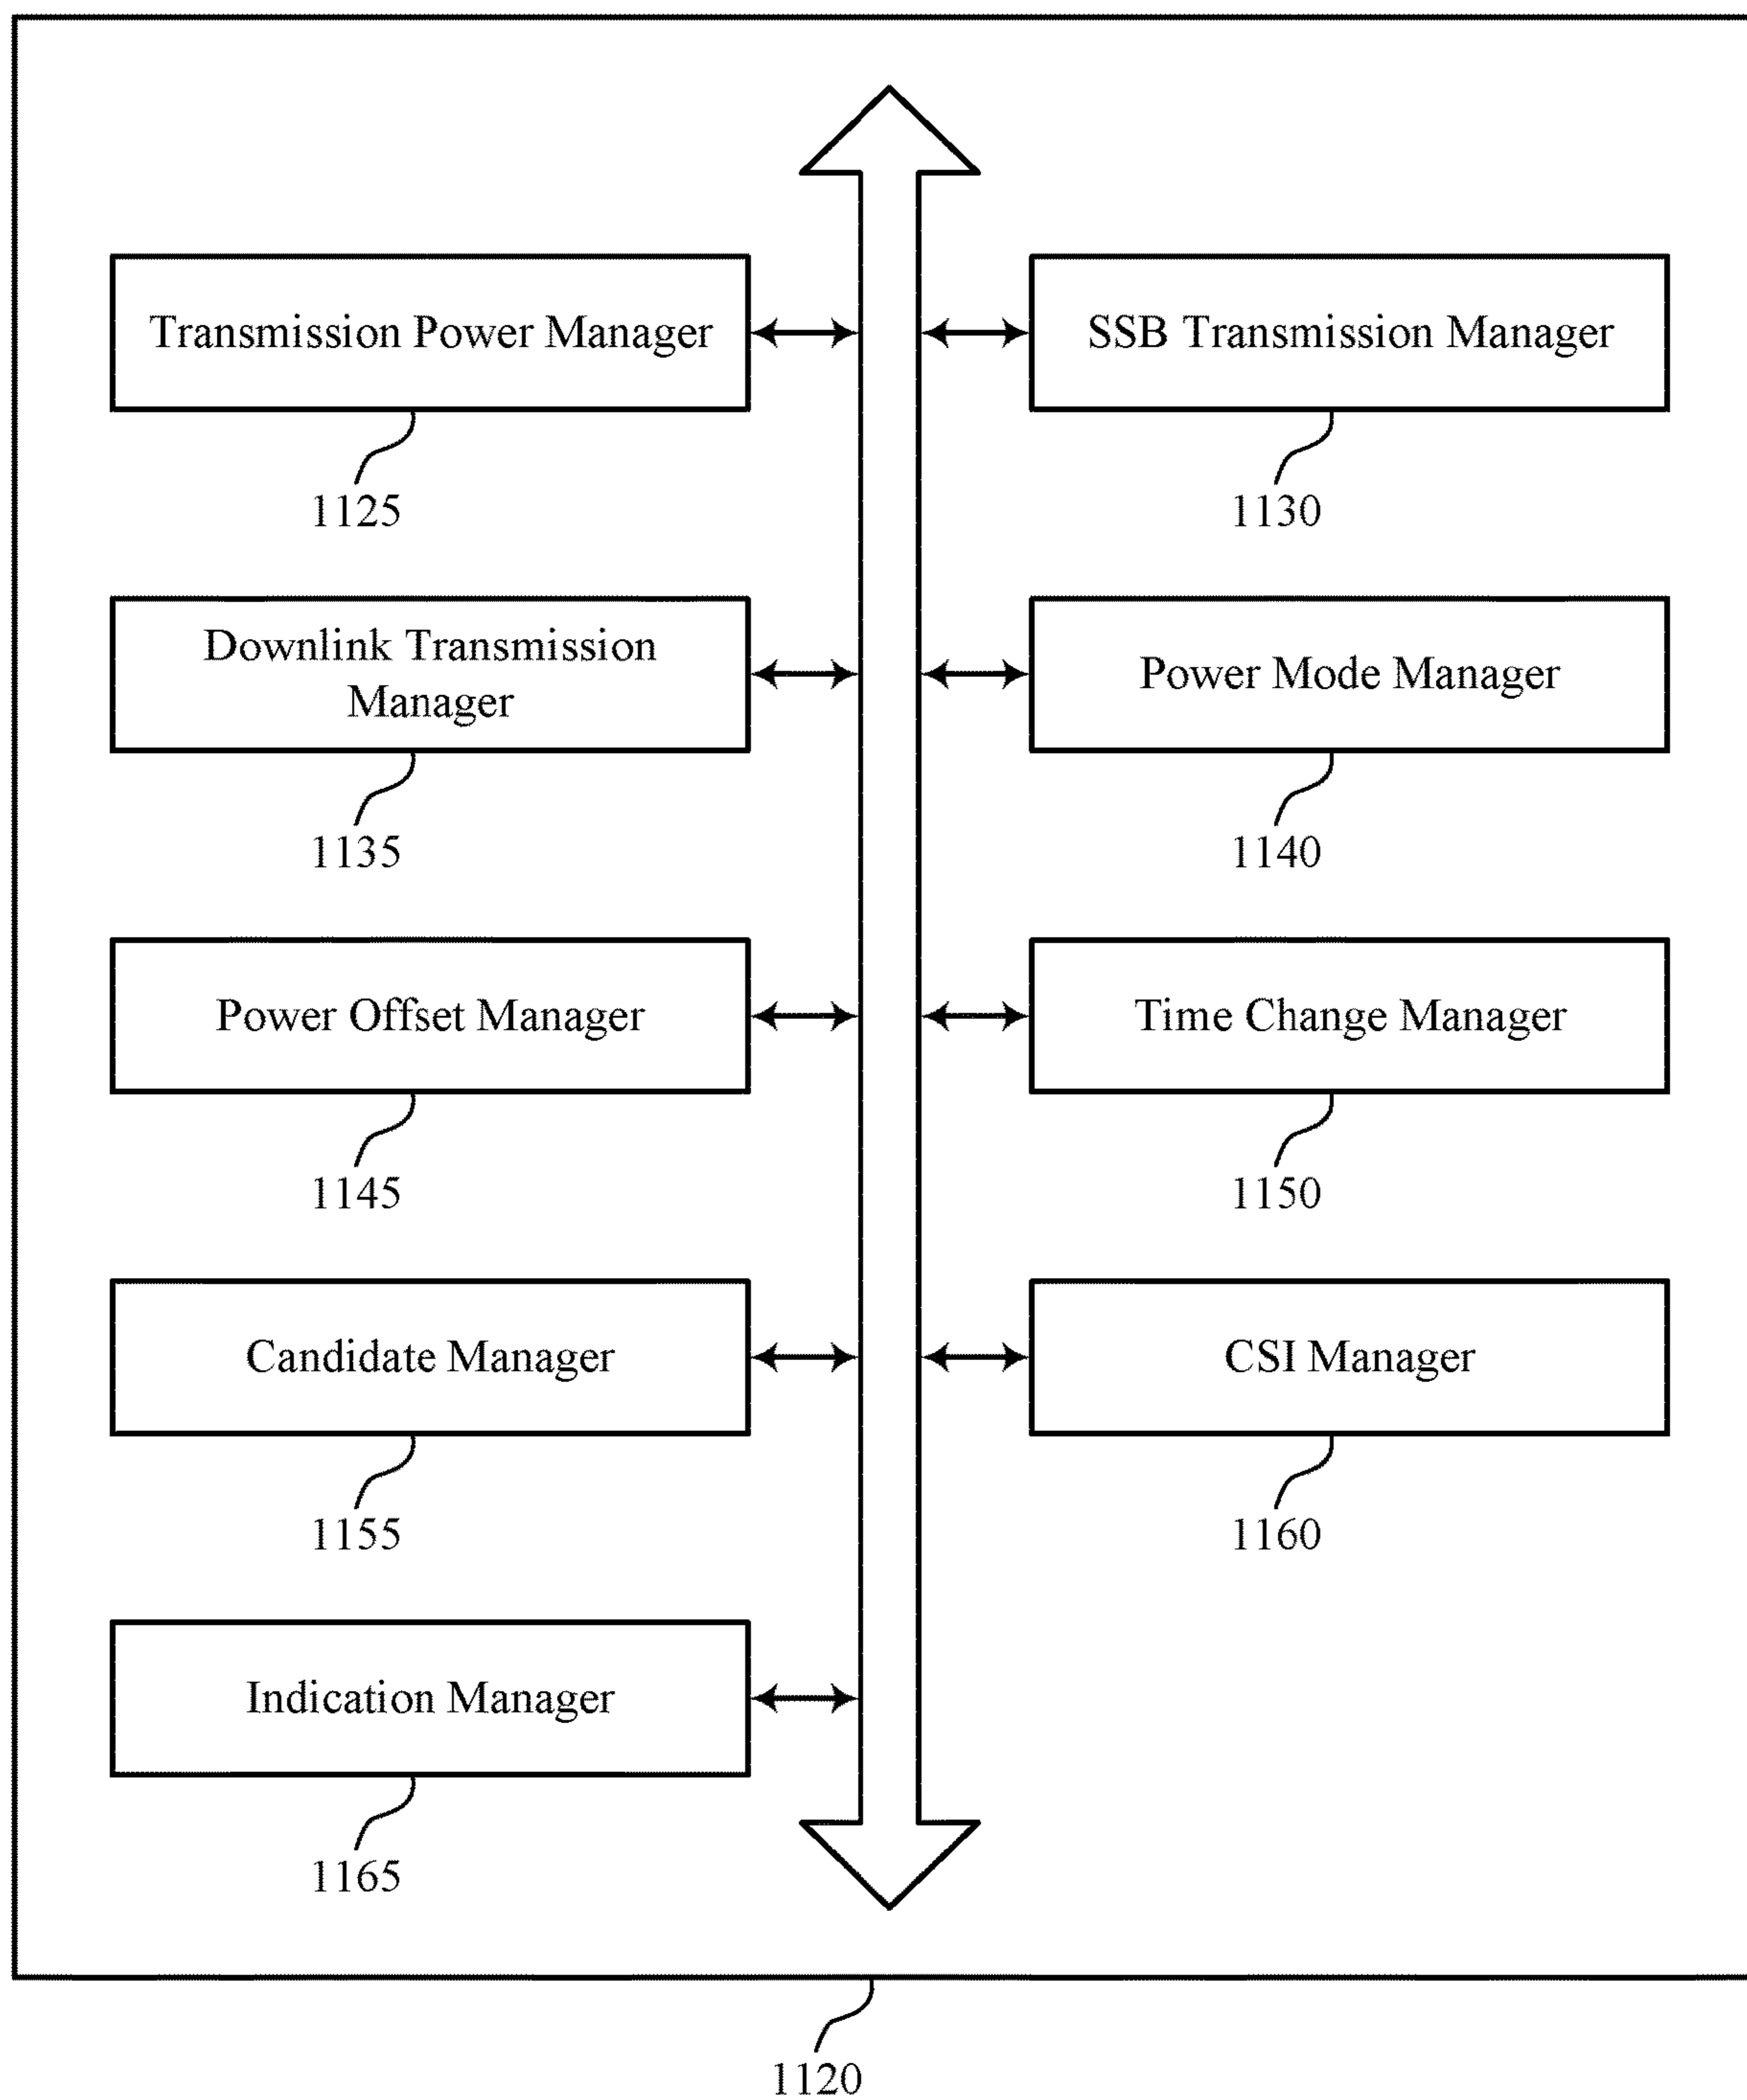 Transmission Power Manager
SSB Transmission Manager
1125
1130
Downlink Transmission
Manager
Power Mode Manager
1135
1140
Power Offset Manager
Time Change Manager
1145
1150
Candidate Manager
CSI Manager
1155
1160
Indication Manager
1165
1120